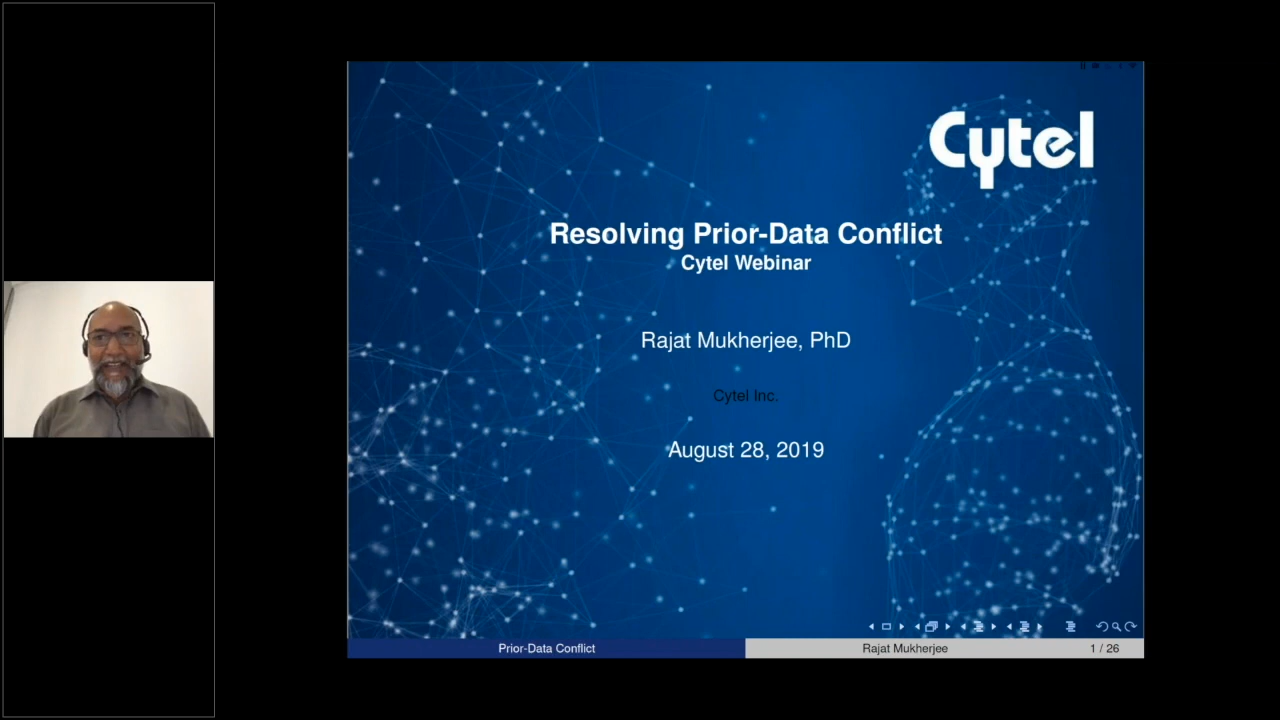 Cytel
Resolving Prior-Data Conflict
Cytel Webinar
Rajat Mukherjee, PhD
Cytel Inc.
August 28, 2019
Prior-Data Conflict
Rajat Mukherjee
1 / 26